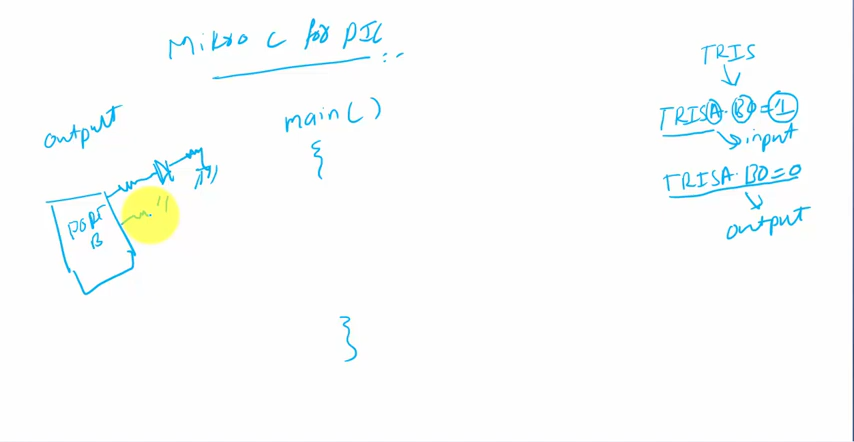 Mikro C for PIC :-
output
PORT
B
"
main()
{
}
TRIS
TRISA.B0=1
input
TRISA.B0=0
output